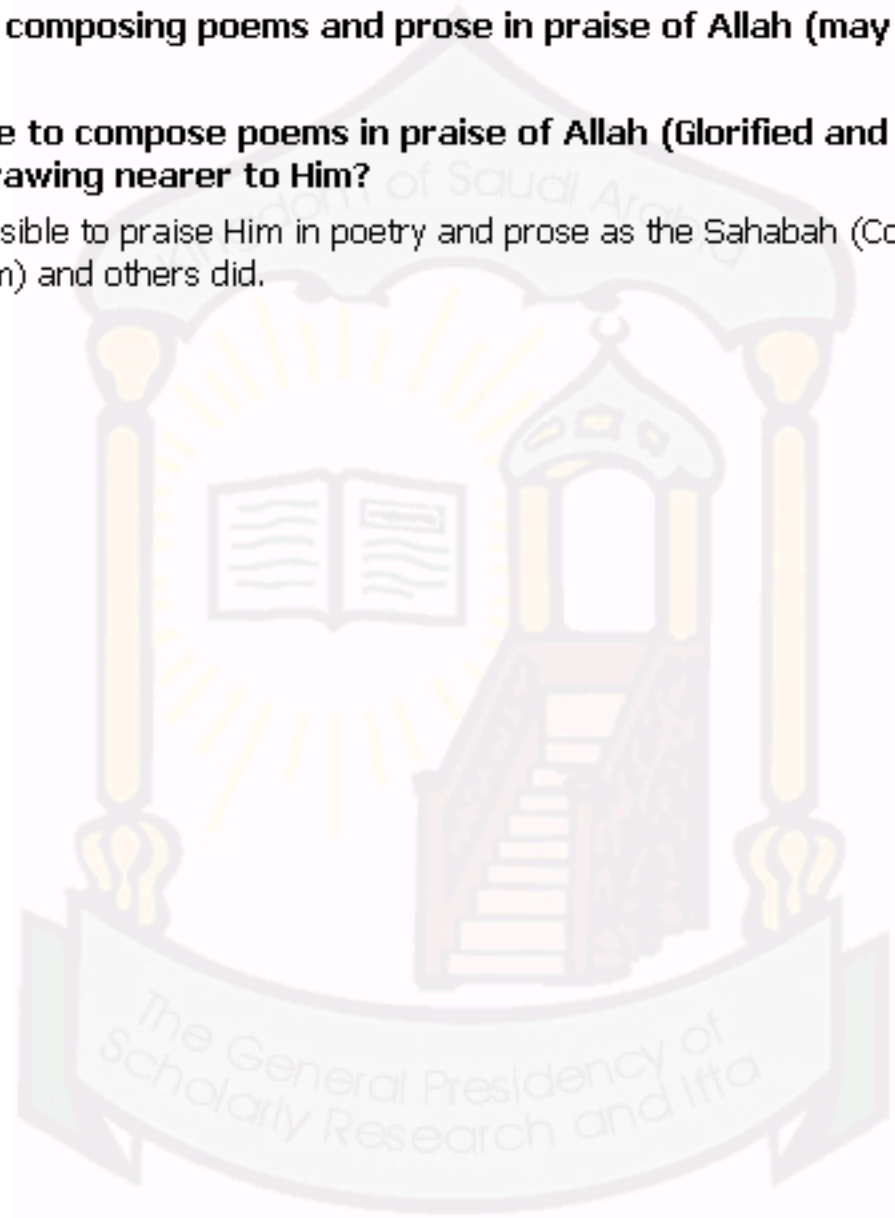 composing poems and prose in praise of Allah (may
e to compose poems in praise of Allah (Glorified and
rawing nearer to Him?
sible to praise Him in poetry and prose as the Sahabah (Co
m) and others did.
Kingdom of Saudi Arabia
The General Presidency of
Scholarly Research and Ifta